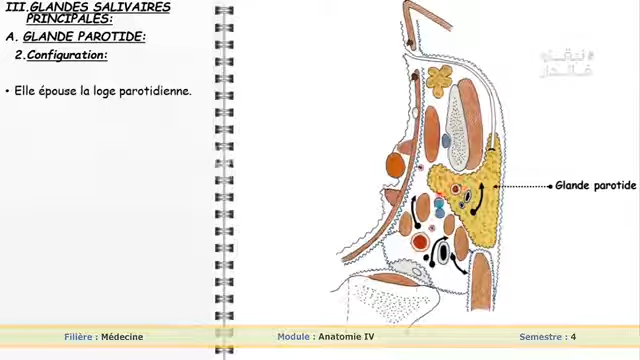 III.GLANDES SALIVAIRES
PRINCIPALES:
A. GLANDE PAROTIDE:
2.Configuration:
• Elle épouse la loge parotidienne.
#نبقى_فالدار
Glande parotide
Filière : Médecine
Module : Anatomie IV
Semestre : 4